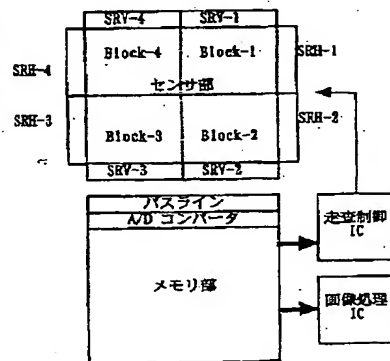 SRV-4 SRV-1
Block-4 Block-1
SRH-4 SRH-1
センサ部
SRH-3 SRH-2
Block-3 Block-2
SRV-3 SRV-2
バスライン
A/D コンバータ
メモリ部
走査制御
IC
画像処理
IC